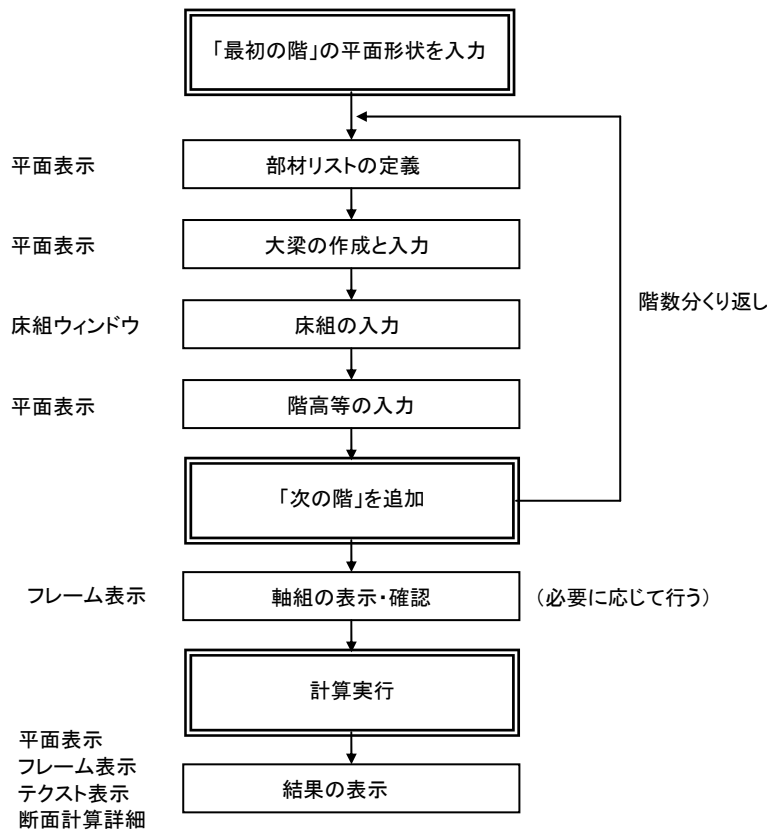 「最初の階」の平面形状を入力
平面表示
部材リストの定義
平面表示
大梁の作成と入力
階数分くり返し
床組ウィンドウ
床組の入力
平面表示
階高等の入力
「次の階」を追加
フレーム表示
軸組の表示・確認
（必要に応じて行う）
計算実行
平面表示
フレーム表示
テクスト表示
断面計算詳細
結果の表示